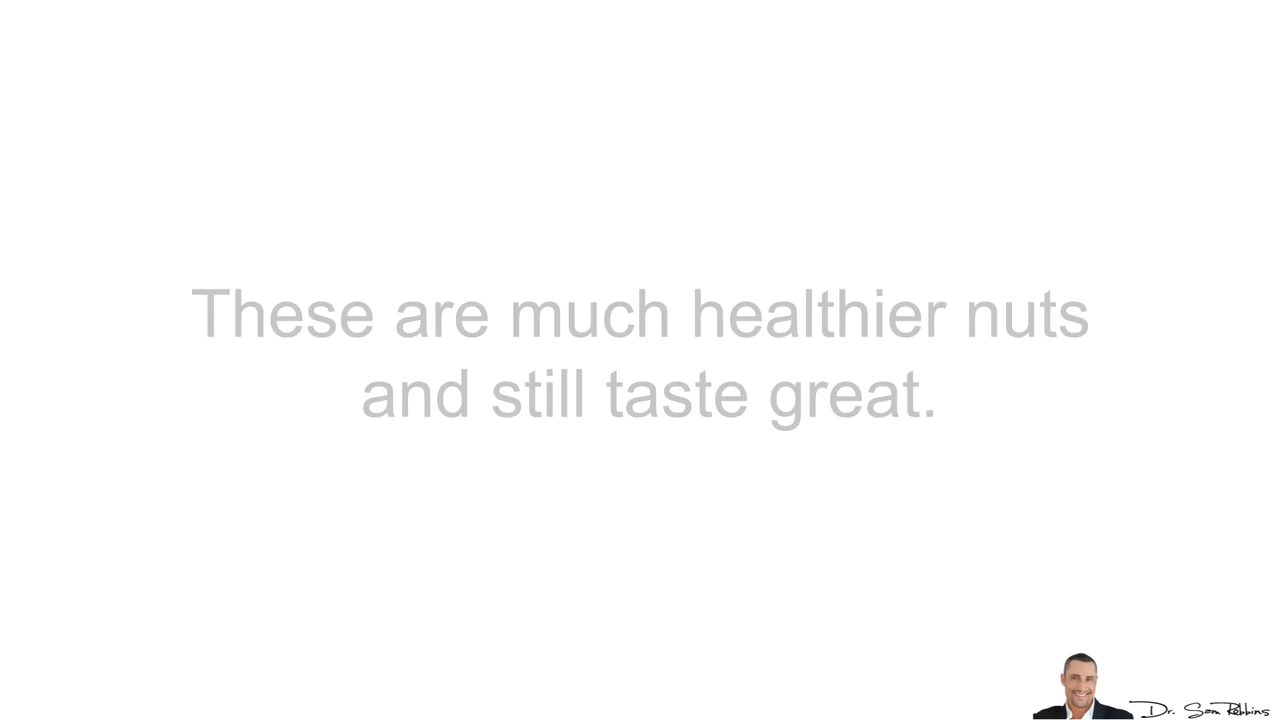 These are much healthier nuts
and still taste great.
Dr. Sam Robbins